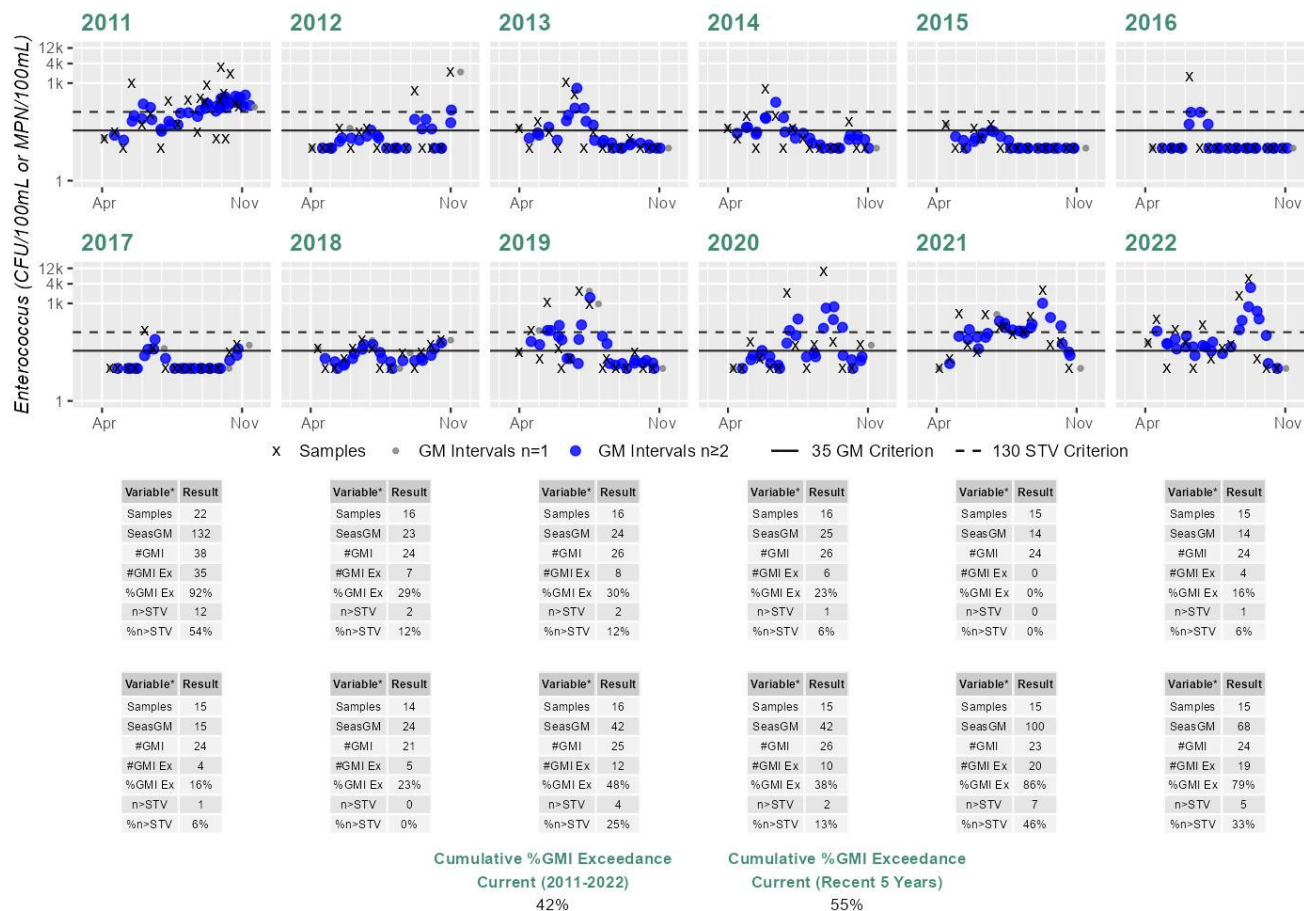 2011 2012 2013 2014 2015 2016
Enterococcus (CFU/100mL or MPN/100mL)
12k
4k
1k
1
Apr Nov Apr Nov Apr Nov Apr Nov Apr Nov Apr Nov
2017 2018 2019 2020 2021 2022
12k
4k
1k
1
Apr Nov Apr Nov Apr Nov Apr Nov Apr Nov Apr Nov
x Samples GM Intervals n=1 GM Intervals n≥2 35 GM Criterion 130 STV Criterion
Variable* Result Variable* Result Variable* Result Variable* Result Variable* Result Variable* Result
Samples 22 Samples 16 Samples 16 Samples 16 Samples 15 Samples 15
SeasGM 132 SeasGM 23 SeasGM 24 SeasGM 25 SeasGM 14 SeasGM 14
#GMI 38 #GMI 24 #GMI 26 #GMI 26 #GMI 24 #GMI 24
#GMI Ex 35 #GMI Ex 7 #GMI Ex 8 #GMI Ex 6 #GMI Ex 0 #GMI Ex 4
%GMI Ex 92% %GMI Ex 29% %GMI Ex 30% %GMI Ex 23% %GMI Ex 0% %GMI Ex 16%
n>STV 12 n>STV 2 n>STV 2 n>STV 1 n>STV 0 n>STV 1
%n>STV 54% %n>STV 12% %n>STV 12% %n>STV 6% %n>STV 0% %n>STV 6%
Variable* Result Variable* Result Variable* Result Variable* Result Variable* Result Variable* Result
Samples 15 Samples 14 Samples 16 Samples 15 Samples 15 Samples 15
SeasGM 15 SeasGM 24 SeasGM 42 SeasGM 42 SeasGM 100 SeasGM 68
#GMI 24 #GMI 21 #GMI 25 #GMI 26 #GMI 23 #GMI 24
#GMI Ex 4 #GMI Ex 5 #GMI Ex 12 #GMI Ex 10 #GMI Ex 20 #GMI Ex 19
%GMI Ex 16% %GMI Ex 23% %GMI Ex 48% %GMI Ex 38% %GMI Ex 86% %GMI Ex 79%
n>STV 1 n>STV 0 n>STV 4 n>STV 2 n>STV 7 n>STV 5
%n>STV 6% %n>STV 0% %n>STV 25% %n>STV 13% %n>STV 46% %n>STV 33%
Cumulative %GMI Exceedance Cumulative %GMI Exceedance
Current (2011-2022) Current (Recent 5 Years)
42% 55%